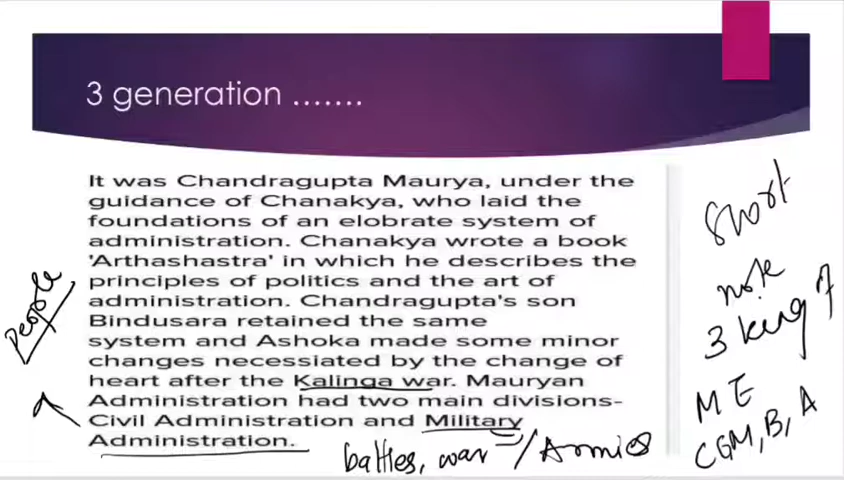 3 generation .......
It was Chandragupta Maurya, under the
guidance of Chanakya, who laid the
foundations of an elobrate system of
administration. Chanakya wrote a book
'Arthashastra' in which he describes the
principles of politics and the art of
administration. Chandragupta's son
Bindusara retained the same
system and Ashoka made some minor
changes necessiated by the change of
heart after the Kalinga war. Mauryan
Administration had two main divisions-
Civil Administration and Military
Administration.
People
battles, war / Armies
Short
note
3 king of
M E
CGM, B, A